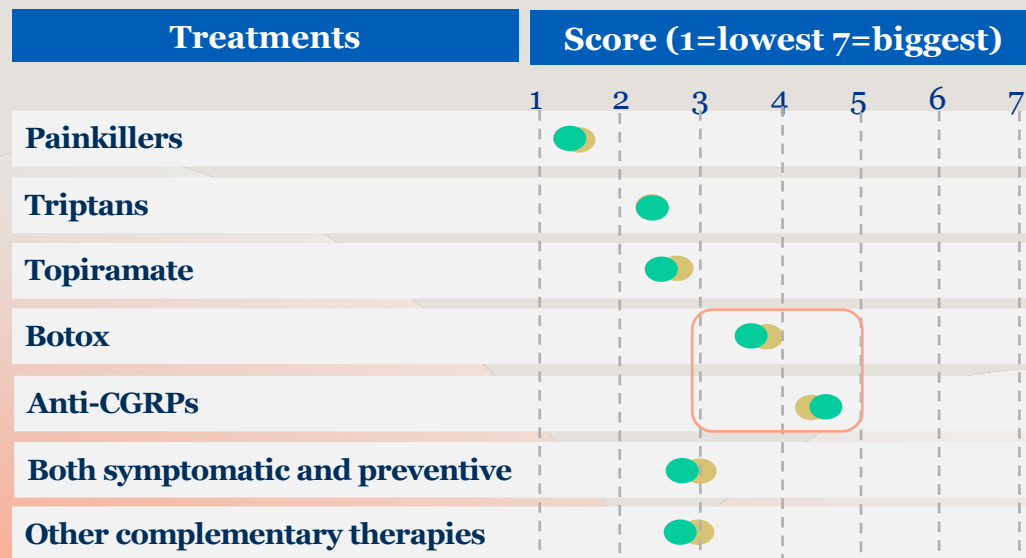 Treatments
Score (1=lowest 7=biggest)
1 2 3 4 5 6 7
Painkillers
Triptans
Topiramate
Botox
Anti-CGRPs
Both symptomatic and preventive
Other complementary therapies